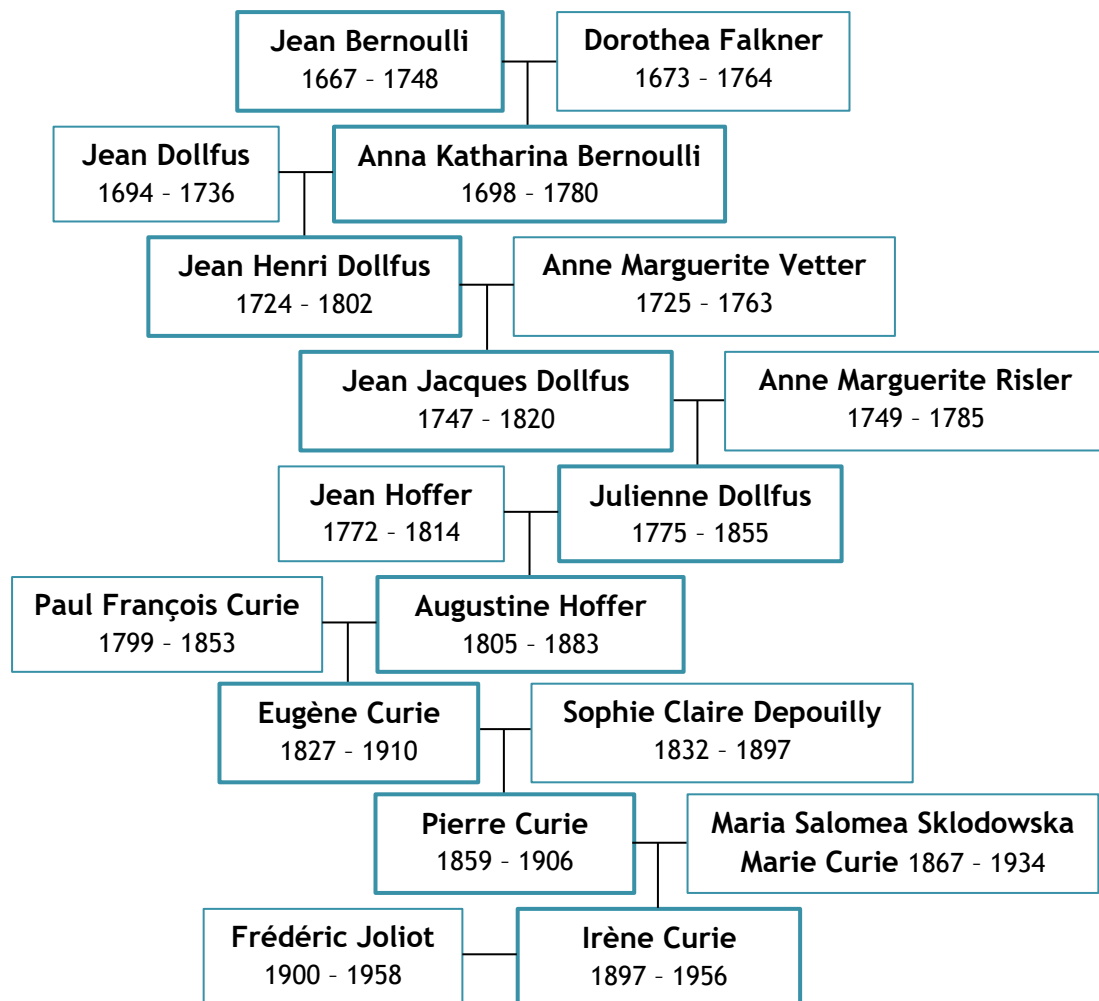 Jean Bernoulli
1667 – 1748
Dorothea Falkner
1673 – 1764
Jean Dollfus
1694 – 1736
Anna Katharina Bernoulli
1698 – 1780
Jean Henri Dollfus
1724 – 1802
Anne Marguerite Vetter
1725 – 1763
Jean Jacques Dollfus
1747 – 1820
Anne Marguerite Risler
1749 – 1785
Jean Hoffer
1772 – 1814
Julienne Dollfus
1775 – 1855
Paul François Curie
1799 – 1853
Augustine Hoffer
1805 – 1883
Eugène Curie
1827 – 1910
Sophie Claire Depouilly
1832 – 1897
Pierre Curie
1859 – 1906
Maria Salomea Sklodowska
Marie Curie 1867 – 1934
Frédéric Joliot
1900 – 1958
Irène Curie
1897 – 1956